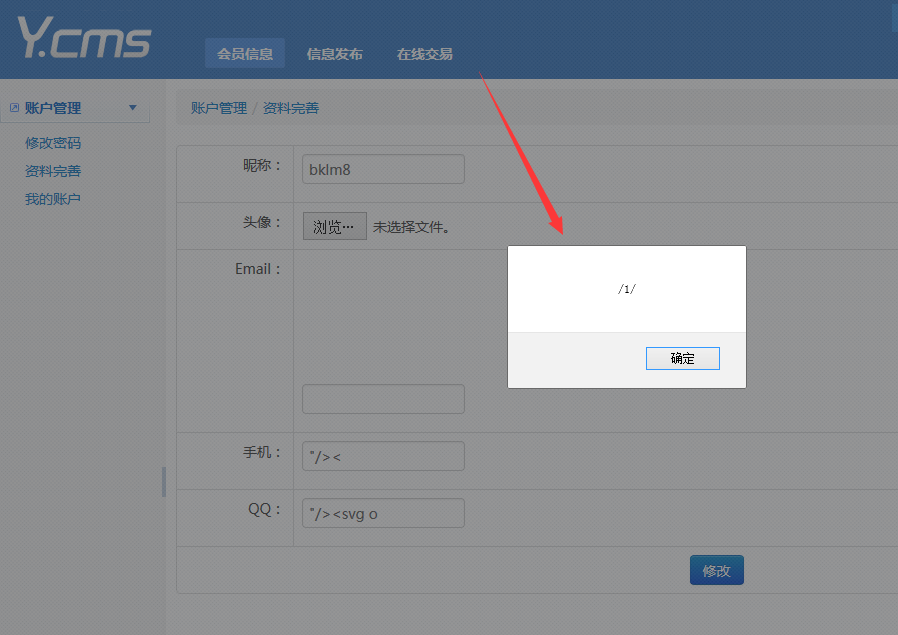 Y.cms
会员信息 信息发布 在线交易
账户管理
修改密码
资料完善
我的账户
账户管理 / 资料完善
昵称： bklm8
头像： 浏览… 未选择文件。
Email：
手机： "/><
QQ： "/><svg o
修改
/1/
确定